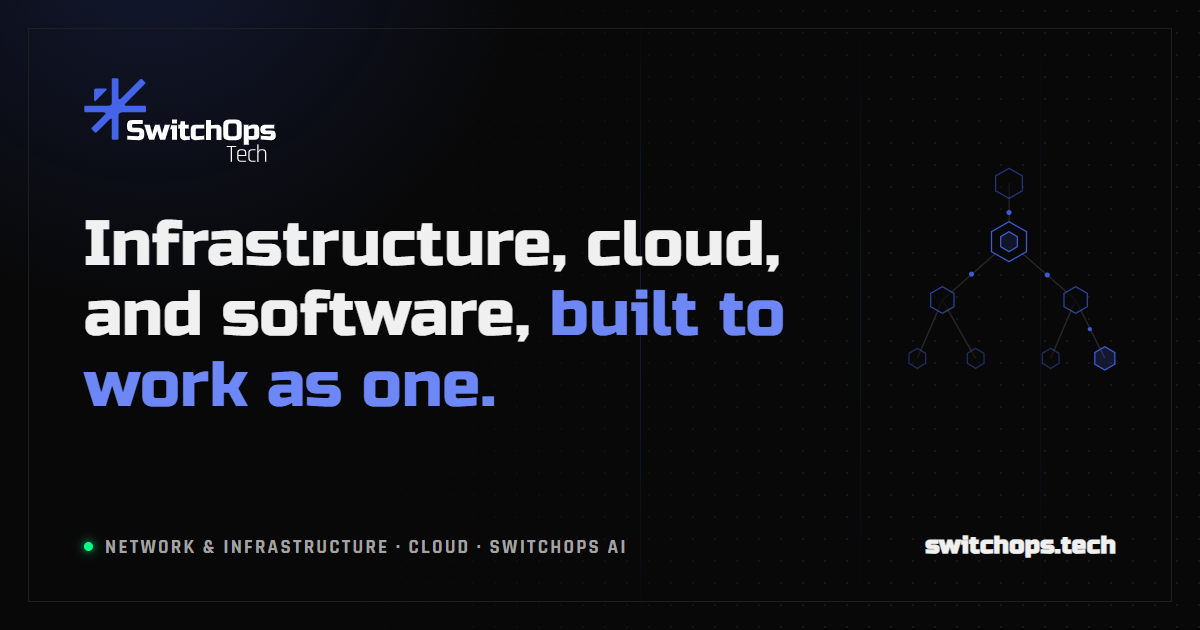 SwitchOps
Tech
Infrastructure, cloud,
and software, built to
work as one.
NETWORK & INFRASTRUCTURE · CLOUD · SWITCHOPS AI
switchops.tech